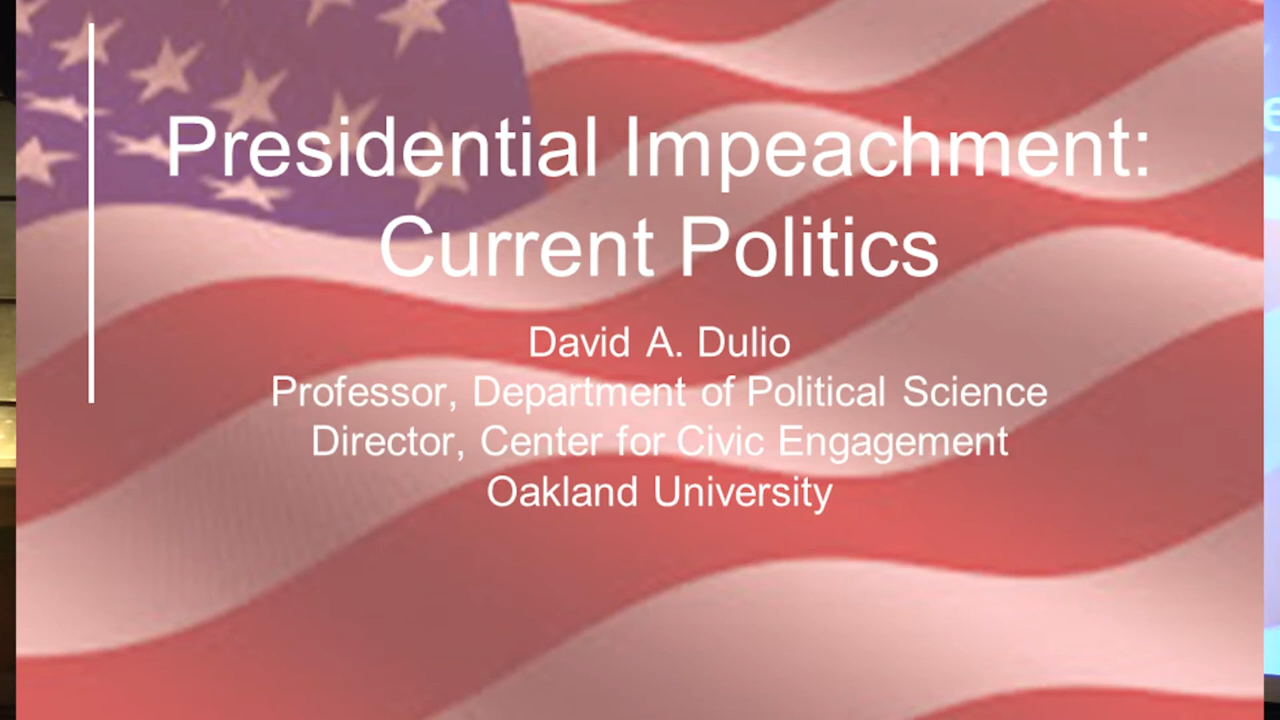 Presidential Impeachment:
Current Politics
David A. Dulio
Professor, Department of Political Science
Director, Center for Civic Engagement
Oakland University